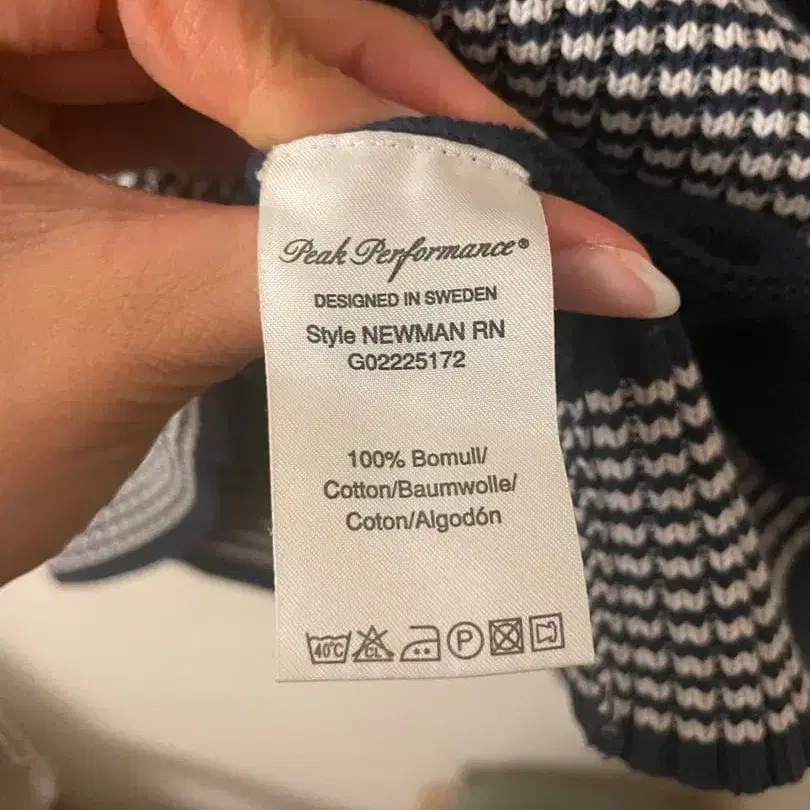 Peak Performance®
DESIGNED IN SWEDEN
Style NEWMAN RN
G02225172
100% Bomull/
Cotton/Baumwolle/
Coton/Algodón
40°C CL P